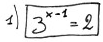 1) 3^{x-1} = 2